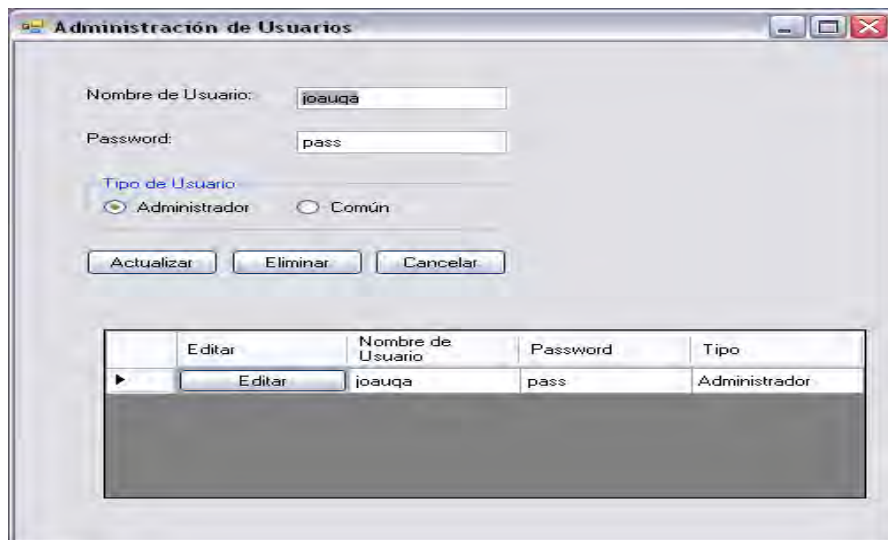 Administración de Usuarios
Nombre de Usuario: joauqa
Password: pass
Tipo de Usuario
Administrador Común
Actualizar Eliminar Cancelar
Editar Nombre de Usuario Password Tipo
Editar joauqa pass Administrador